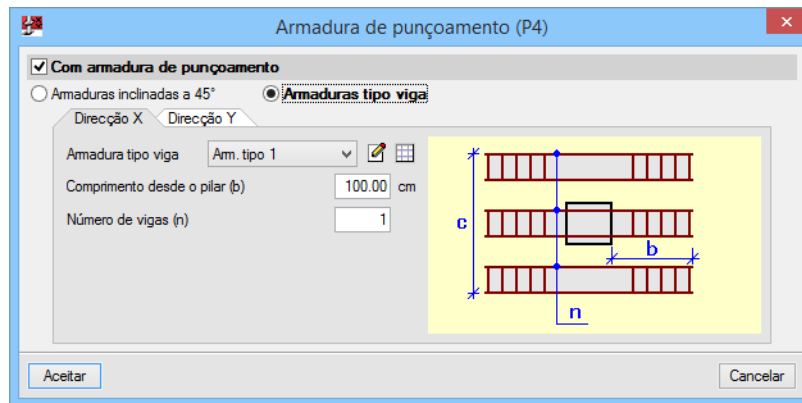 Armadura de punçoamento (P4)
Com armadura de punçoamento
Armaduras inclinadas a 45° Armaduras tipo viga
Direcção X Direcção Y
Armadura tipo viga Arm. tipo 1
Comprimento desde o pilar (b) 100.00 cm
Número de vigas (n) 1
c
b
n
Aceitar Cancelar